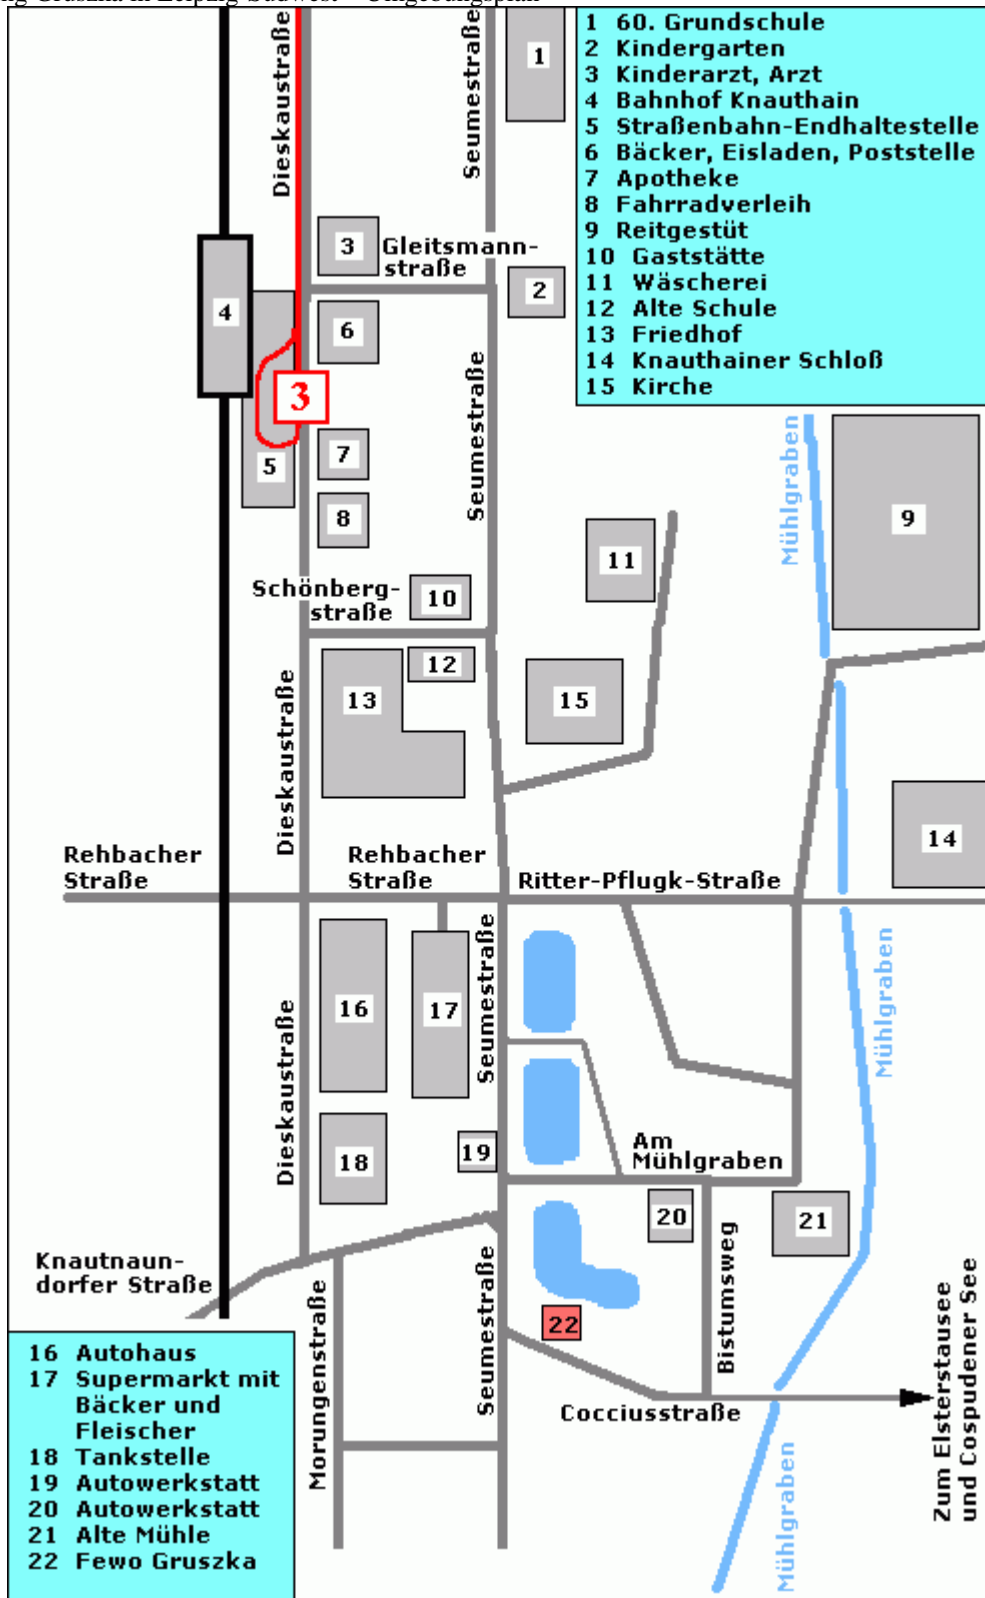 ng Gruszka in Leipzig Südwest - Umgebungsplan
1 60. Grundschule
2 Kindergarten
3 Kinderarzt, Arzt
4 Bahnhof Knauthain
5 Straßenbahn-Endhaltestelle
6 Bäcker, Eisladen, Poststelle
7 Apotheke
8 Fahrradverleih
9 Reitgestüt
10 Gaststätte
11 Wäscherei
12 Alte Schule
13 Friedhof
14 Knauthainer Schloß
15 Kirche
Dieskaustraße
Seumestraße
1
3
Gleitsmann-
straße
2
4
6
3
5
7
8
Seumestraße
Mühlgraben
9
11
Schönberg-
straße
10
12
13
15
Dieskaustraße
14
Rehbacher
Straße
Rehbacher
Straße
Ritter-Pflugk-Straße
16
17
Dieskaustraße
Seumestraße
Mühlgraben
18
19
Am
Mühlgraben
20
21
Knautnaun-
dorfer Straße
Morungenstraße
Seumestraße
22
Bistumsweg
Cocciusstraße
Zum Elsterstausee
und Cospudener See
Mühlgraben
16 Autohaus
17 Supermarkt mit
Bäcker und
Fleischer
18 Tankstelle
19 Autowerkstatt
20 Autowerkstatt
21 Alte Mühle
22 Fewo Gruszka